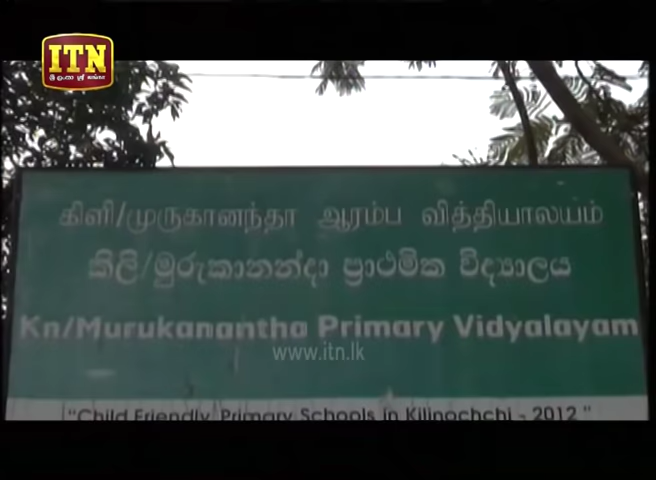 ITN
ශ්‍රී ලංකා ஸ்ரீ லங்கா
கிளி/முருகானந்தா ஆரம்ப வித்தியாலயம்
කිලි/මුරුකානන්දා ප්‍රාථමික විද්‍යාලය
Kn/Murukanantha Primary Vidyalayam
www.itn.lk
"Child Friendly Primary Schools in Kilinochchi - 2012"